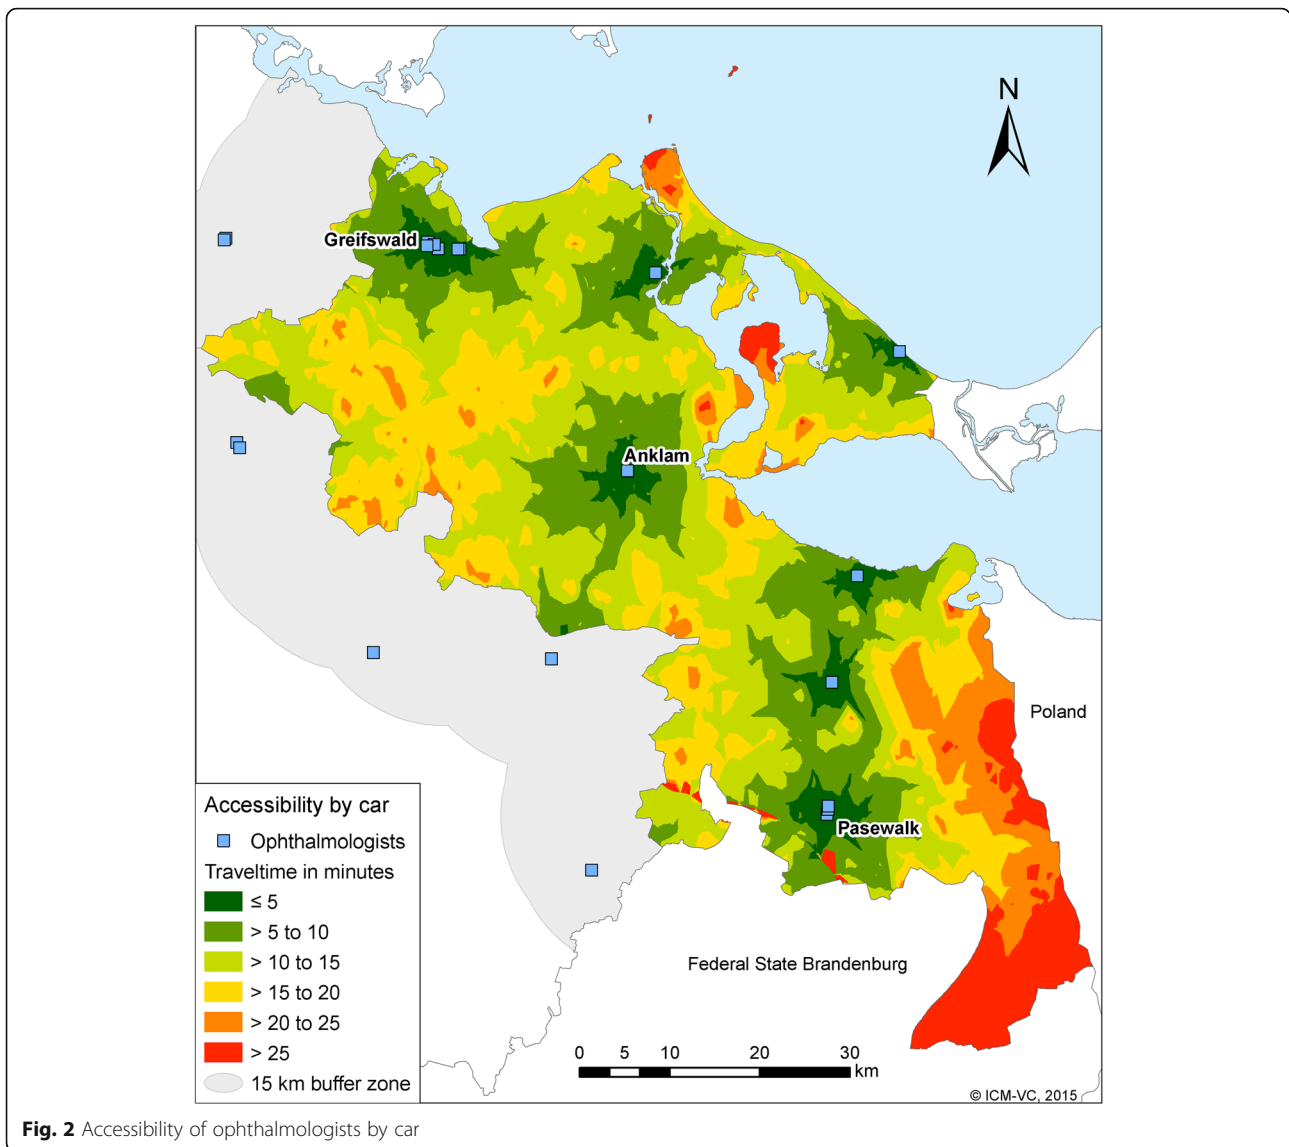 N
Greifswald
Anklam
Poland
Pasewalk
Accessibility by car
Ophthalmologists
Traveltime in minutes
≤ 5
> 5 to 10
> 10 to 15
> 15 to 20
> 20 to 25
> 25
15 km buffer zone
Federal State Brandenburg
0 5 10 20 30
km
© ICM-VC, 2015
Fig. 2 Accessibility of ophthalmologists by car